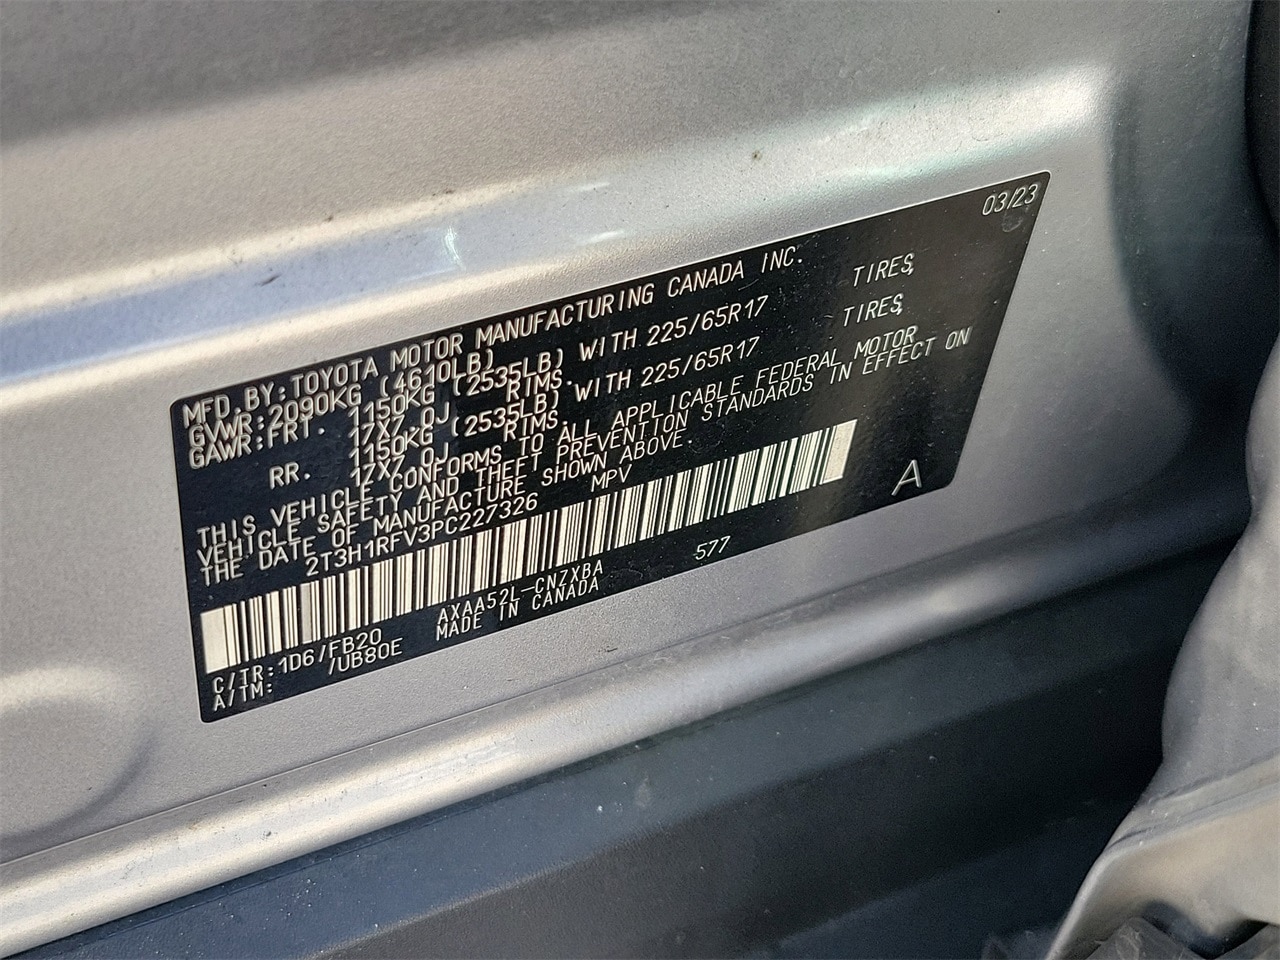 03/23
MFD.BY:TOYOTA MOTOR MANUFACTURING CANADA INC.
GVWR:2090KG (4610LB)
GAWR:FRT. 1150KG (2535LB) WITH 225/65R17 TIRES,
17X7.0J RIMS.
RR. 1150KG (2535LB) WITH 225/65R17 TIRES,
17X7.0J RIMS.
THIS VEHICLE CONFORMS TO ALL APPLICABLE FEDERAL MOTOR
VEHICLE SAFETY AND THEFT PREVENTION STANDARDS IN EFFECT ON
THE DATE OF MANUFACTURE SHOWN ABOVE.
2T3H1RFV3PC227326 MPV
A
577
C/TR:1D6/FB20 AXAA52L-CNZXBA
A/TM: /UB80E MADE IN CANADA